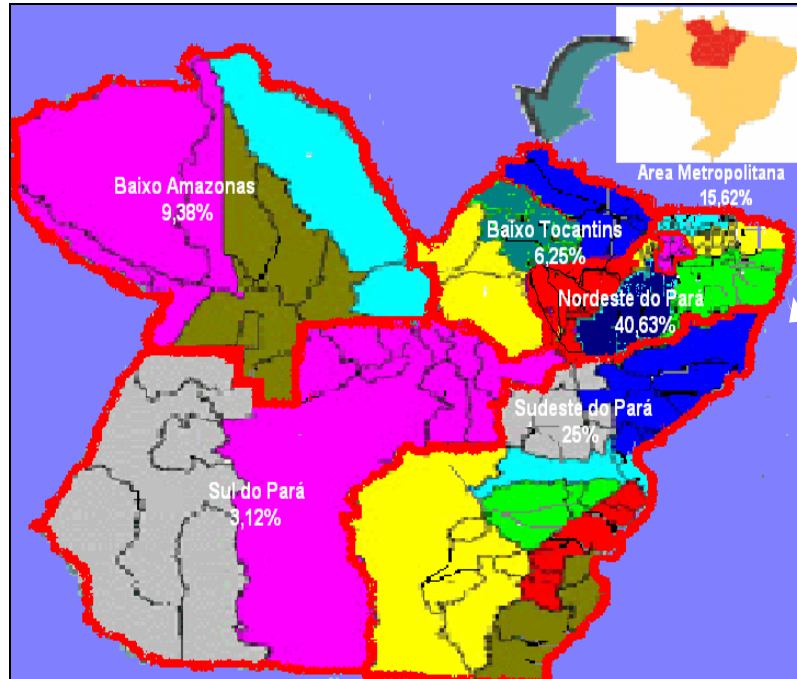 Area Metropolitana
15,62%
Baixo Amazonas
9,38%
Baixo Tocantins
6,25%
Nordeste do Pará
40,63%
Sudeste do Pará
25%
Sul do Pará
3,12%